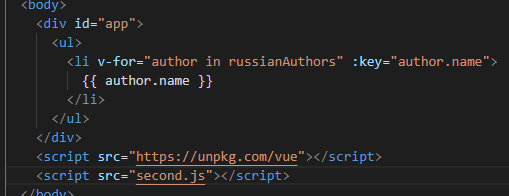 <body>
<div id="app">
<ul>
<li v-for="author in russianAuthors" :key="author.name">
{{ author.name }}
</li>
</ul>
</div>
<script src="https://unpkg.com/vue"></script>
<script src="second.js"></script>
</body>